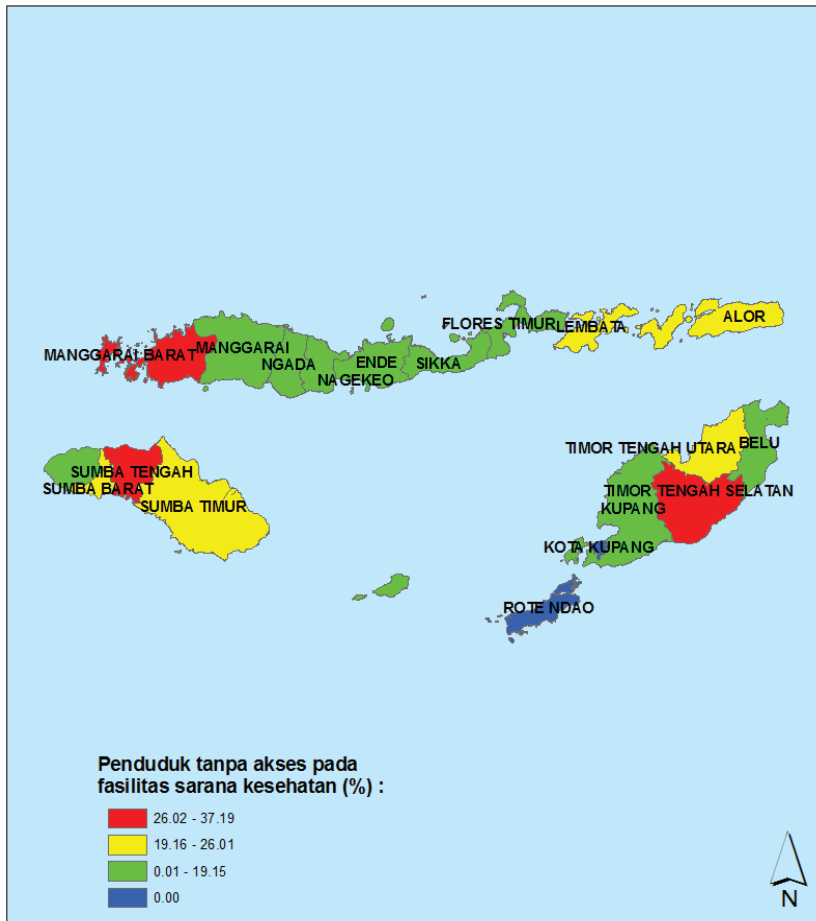 FLORES TIMUR
LEMBATA
ALOR
MANGGARAI BARAT
MANGGARAI
NGADA
ENDE
NAGEKEO
SIKKA
TIMOR TENGAH UTARA
BELU
SUMBA TENGAH
SUMBA BARAT
SUMBA TIMUR
TIMOR TENGAH SELATAN
KUPANG
KOTA KUPANG
ROTE NDAO
Penduduk tanpa akses pada
fasilitas sarana kesehatan (%) :
26.02 - 37.19
19.16 - 26.01
0.01 - 19.15
0.00
N